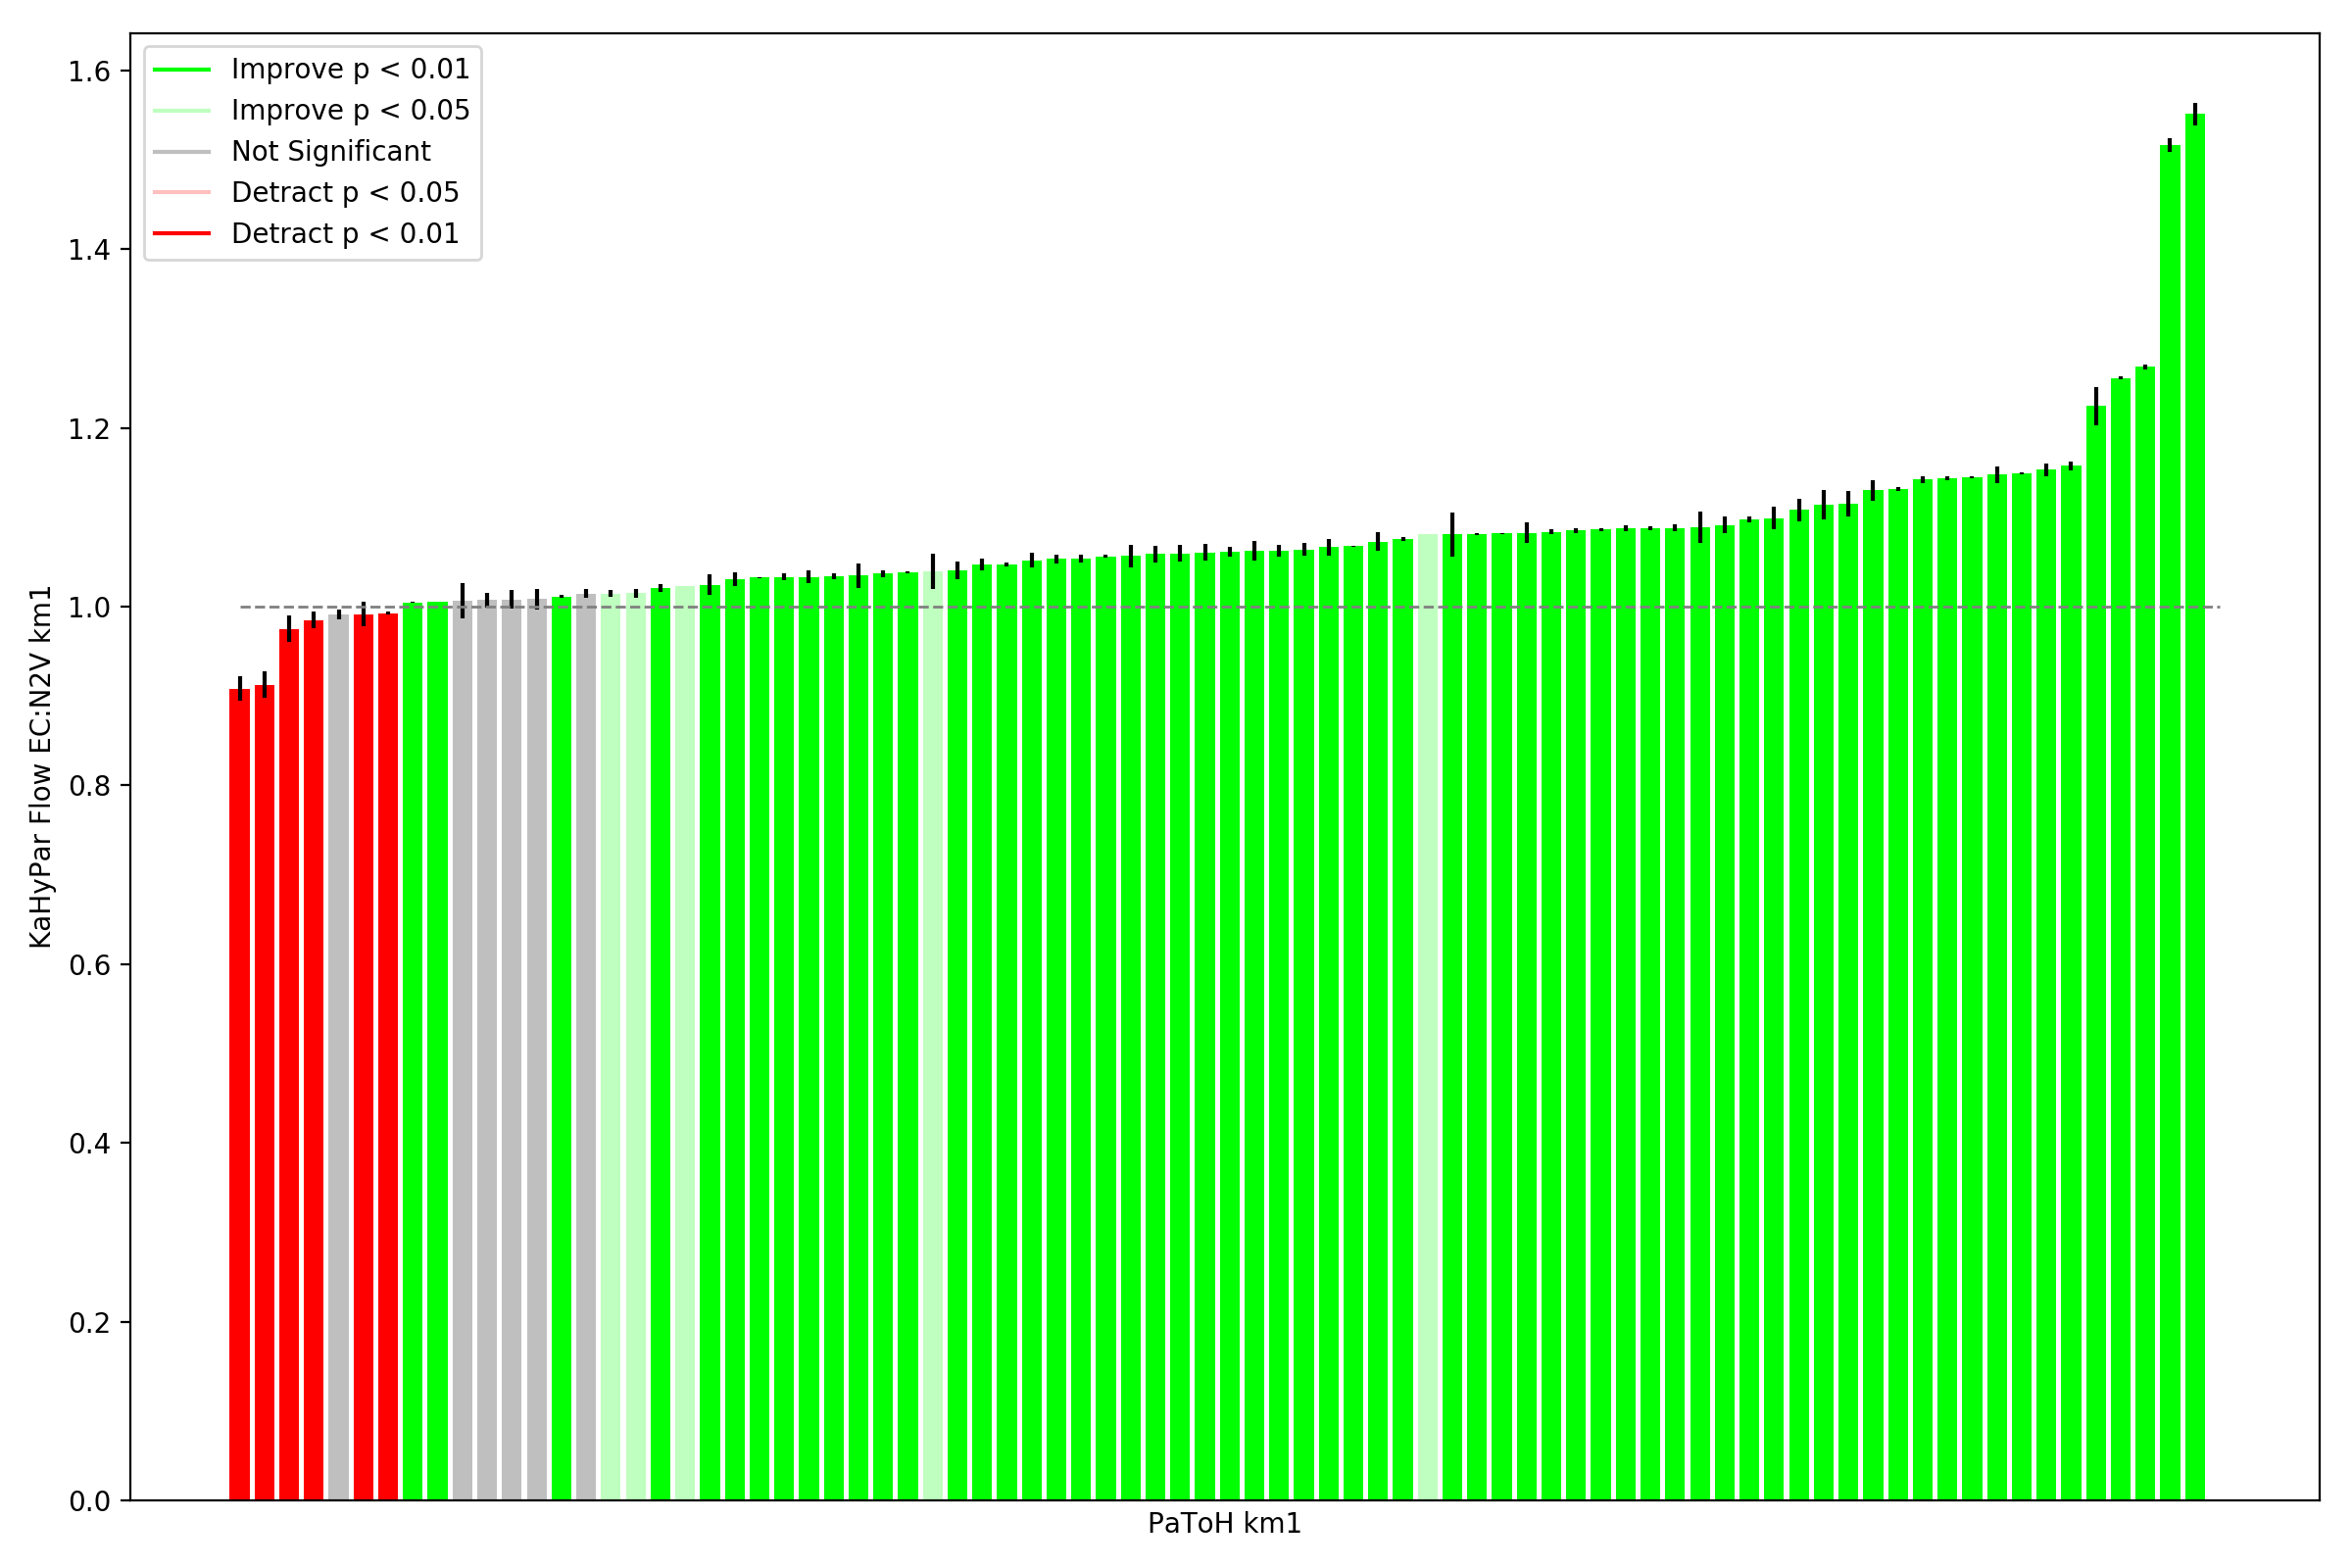 Improve p < 0.01
Improve p < 0.05
Not Significant
Detract p < 0.05
Detract p < 0.01
1.6
1.4
1.2
1.0
0.8
0.6
0.4
0.2
0.0
KaHyPar Flow EC:N2V km1
PaToH km1